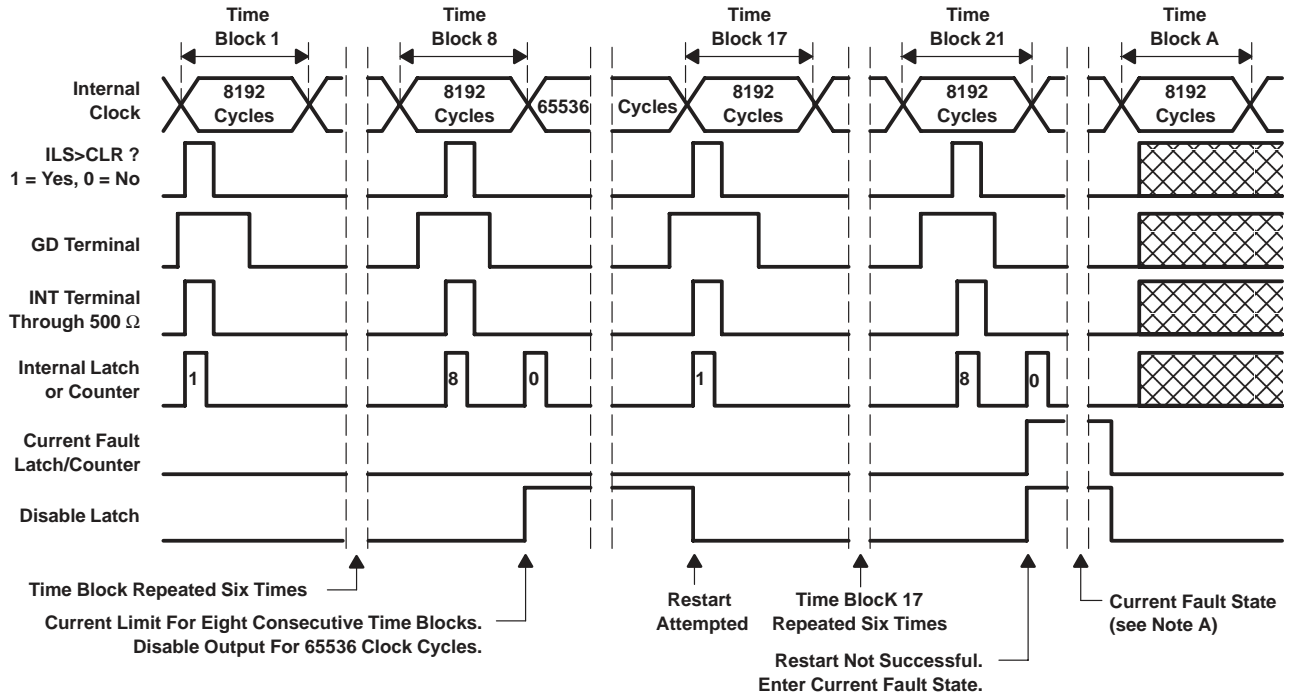 Time Block 1
Time Block 8
Time Block 17
Time Block 21
Time Block A
Internal Clock
8192 Cycles
8192 Cycles
65536
Cycles
8192 Cycles
8192 Cycles
8192 Cycles
ILS>CLR ?
1 = Yes, 0 = No
GD Terminal
INT Terminal
Through 500 Ω
Internal Latch
or Counter
1
8
0
1
8
0
Current Fault
Latch/Counter
Disable Latch
Time Block Repeated Six Times
Current Limit For Eight Consecutive Time Blocks.
Disable Output For 65536 Clock Cycles.
Restart
Attempted
Time BlocK 17
Repeated Six Times
Restart Not Successful.
Enter Current Fault State.
Current Fault State
(see Note A)